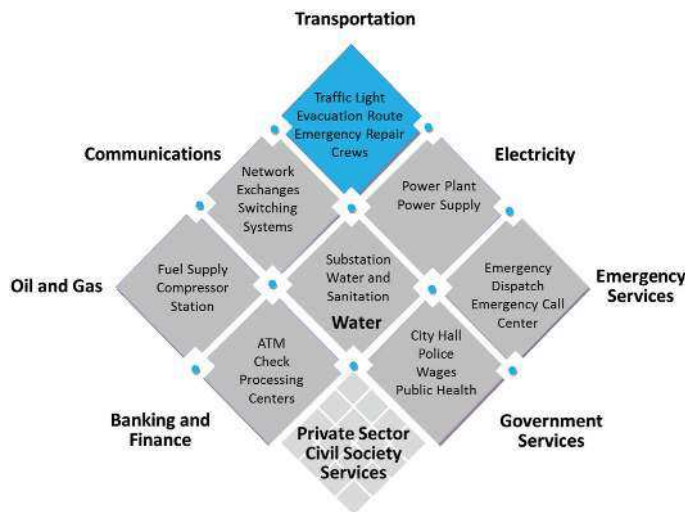 Transportation
Traffic Light
Evacuation Route
Emergency Repair
Crews
Communications
Network
Exchanges
Switching
Systems
Electricity
Power Plant
Power Supply
Oil and Gas
Fuel Supply
Compressor
Station
Substation
Water and
Sanitation
Water
Emergency
Dispatch
Emergency Call
Center
Emergency
Services
ATM
Check
Processing
Centers
City Hall
Police
Wages
Public Health
Banking and
Finance
Private Sector
Civil Society
Services
Government
Services